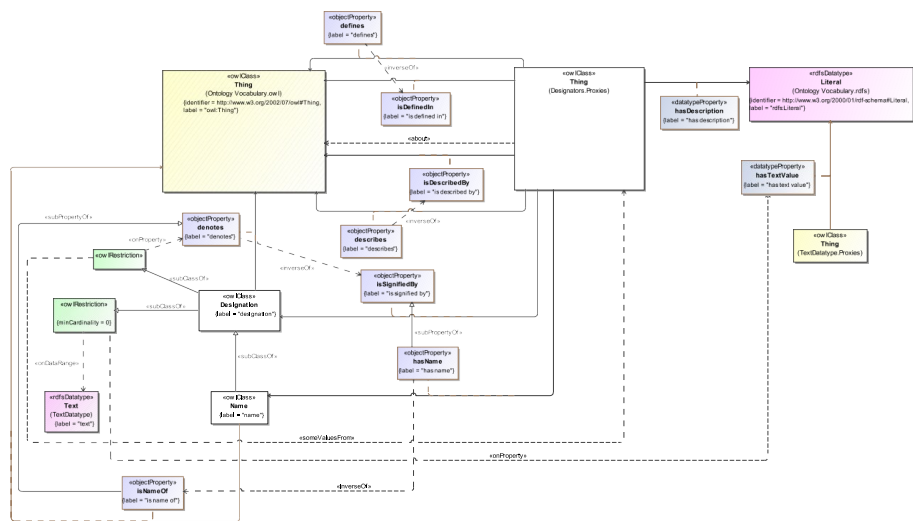 «objectProperty»
defines
{label = "defines"}
«owlClass»
Thing
(Ontology Vocabulary.owl)
{identifier = http://www.w3.org/2002/07/owl#Thing,
label = "owl:Thing"}
«inverseOf»
«objectProperty»
isDefinedIn
{label = "is defined in"}
«owlClass»
Thing
(Designators.Proxies)
«rdfsDatatype»
Literal
(Ontology Vocabulary.rdfs)
{identifier = http://www.w3.org/2000/01/rdf-schema#Literal,
label = "rdfs:Literal"}
«datatypeProperty»
hasDescription
{label = "has description"}
«about»
«objectProperty»
isDescribedBy
{label = "is described by"}
«datatypeProperty»
hasTextValue
{label = "has text value"}
«subPropertyOf»
«objectProperty»
denotes
{label = "denotes"}
«objectProperty»
describes
{label = "describes"}
«inverseOf»
«onProperty»
«owlRestriction»
«inverseOf»
«owlClass»
Thing
(TextDatatype.Proxies)
«subClassOf»
«objectProperty»
isSignifiedBy
{label = "is signified by"}
«owlClass»
Designation
{label = "designation"}
«owlRestriction»
{minCardinality = 0}
«subClassOf»
«subPropertyOf»
«onDataRange»
«subClassOf»
«objectProperty»
hasName
{label = "has name"}
«rdfsDatatype»
Text
(TextDatatype)
{label = "text"}
«owlClass»
Name
{label = "name"}
«someValuesFrom»
«onProperty»
«objectProperty»
isNameOf
{label = "is name of"}
«inverseOf»